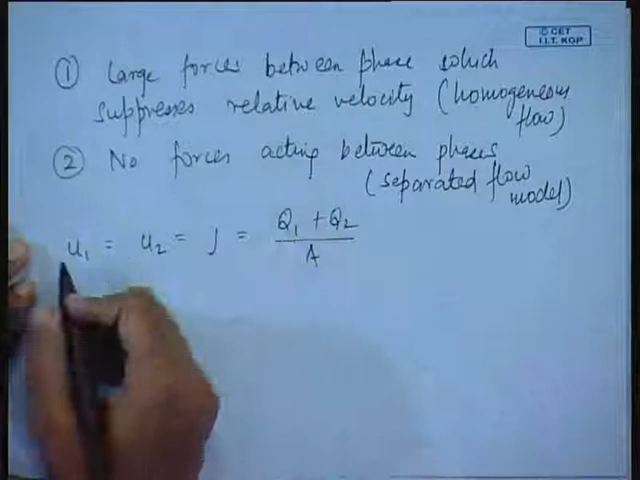 © CET
I.I.T. KGP
① Large forces between phase which
suppresses relative velocity (homogeneous
flow)
② No forces acting between phases
(separated flow
model)
u₁ = u₂ = J = Q₁ + Q₂ / A